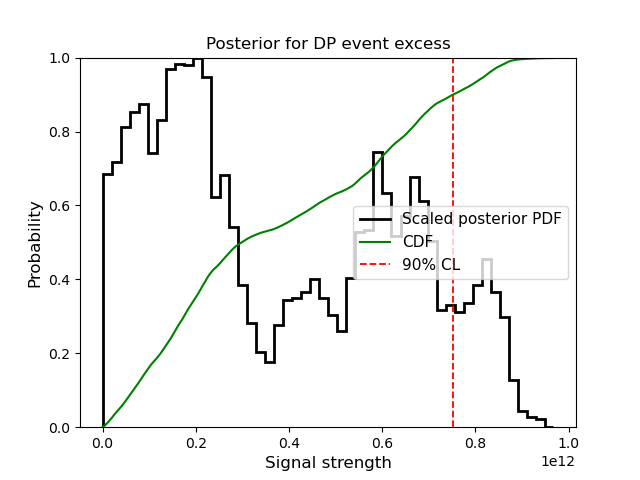 Posterior for DP event excess
1.0
0.8
0.6
0.4
0.2
0.0
Probability
Scaled posterior PDF
CDF
90% CL
0.0 0.2 0.4 0.6 0.8 1.0
1e12
Signal strength